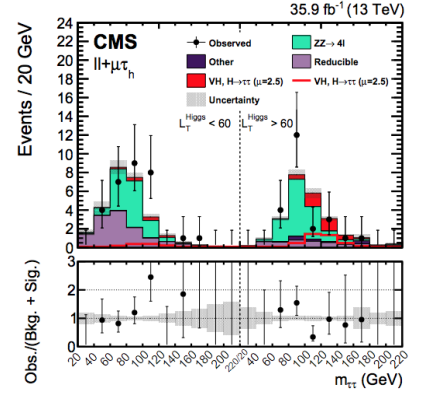 35.9 fb⁻¹ (13 TeV)
Events / 20 GeV
24
22
20
18
16
14
12
10
8
6
4
2
0
CMS
ll+μτh
Observed
ZZ→ 4l
Other
Reducible
VH, H→ττ (μ=2.5)
VH, H→ττ (μ=2.5)
Uncertainty
L_T^Higgs < 60
L_T^Higgs > 60
Obs./(Bkg. + Sig.)
3
2
1
0
20 40 60 80 100 120 140 160 180 200 220/20 40 60 80 100 120 140 160 180 200 220
mττ (GeV)